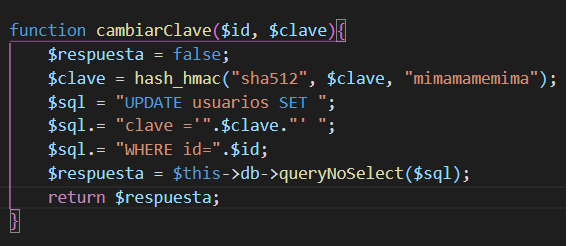 function cambiarClave($id, $clave){
$respuesta = false;
$clave = hash_hmac("sha512", $clave, "mimamamemima");
$sql = "UPDATE usuarios SET ";
$sql.= "clave ='".$clave."' ";
$sql.= "WHERE id=".$id;
$respuesta = $this->db->queryNoSelect($sql);
return $respuesta;
}